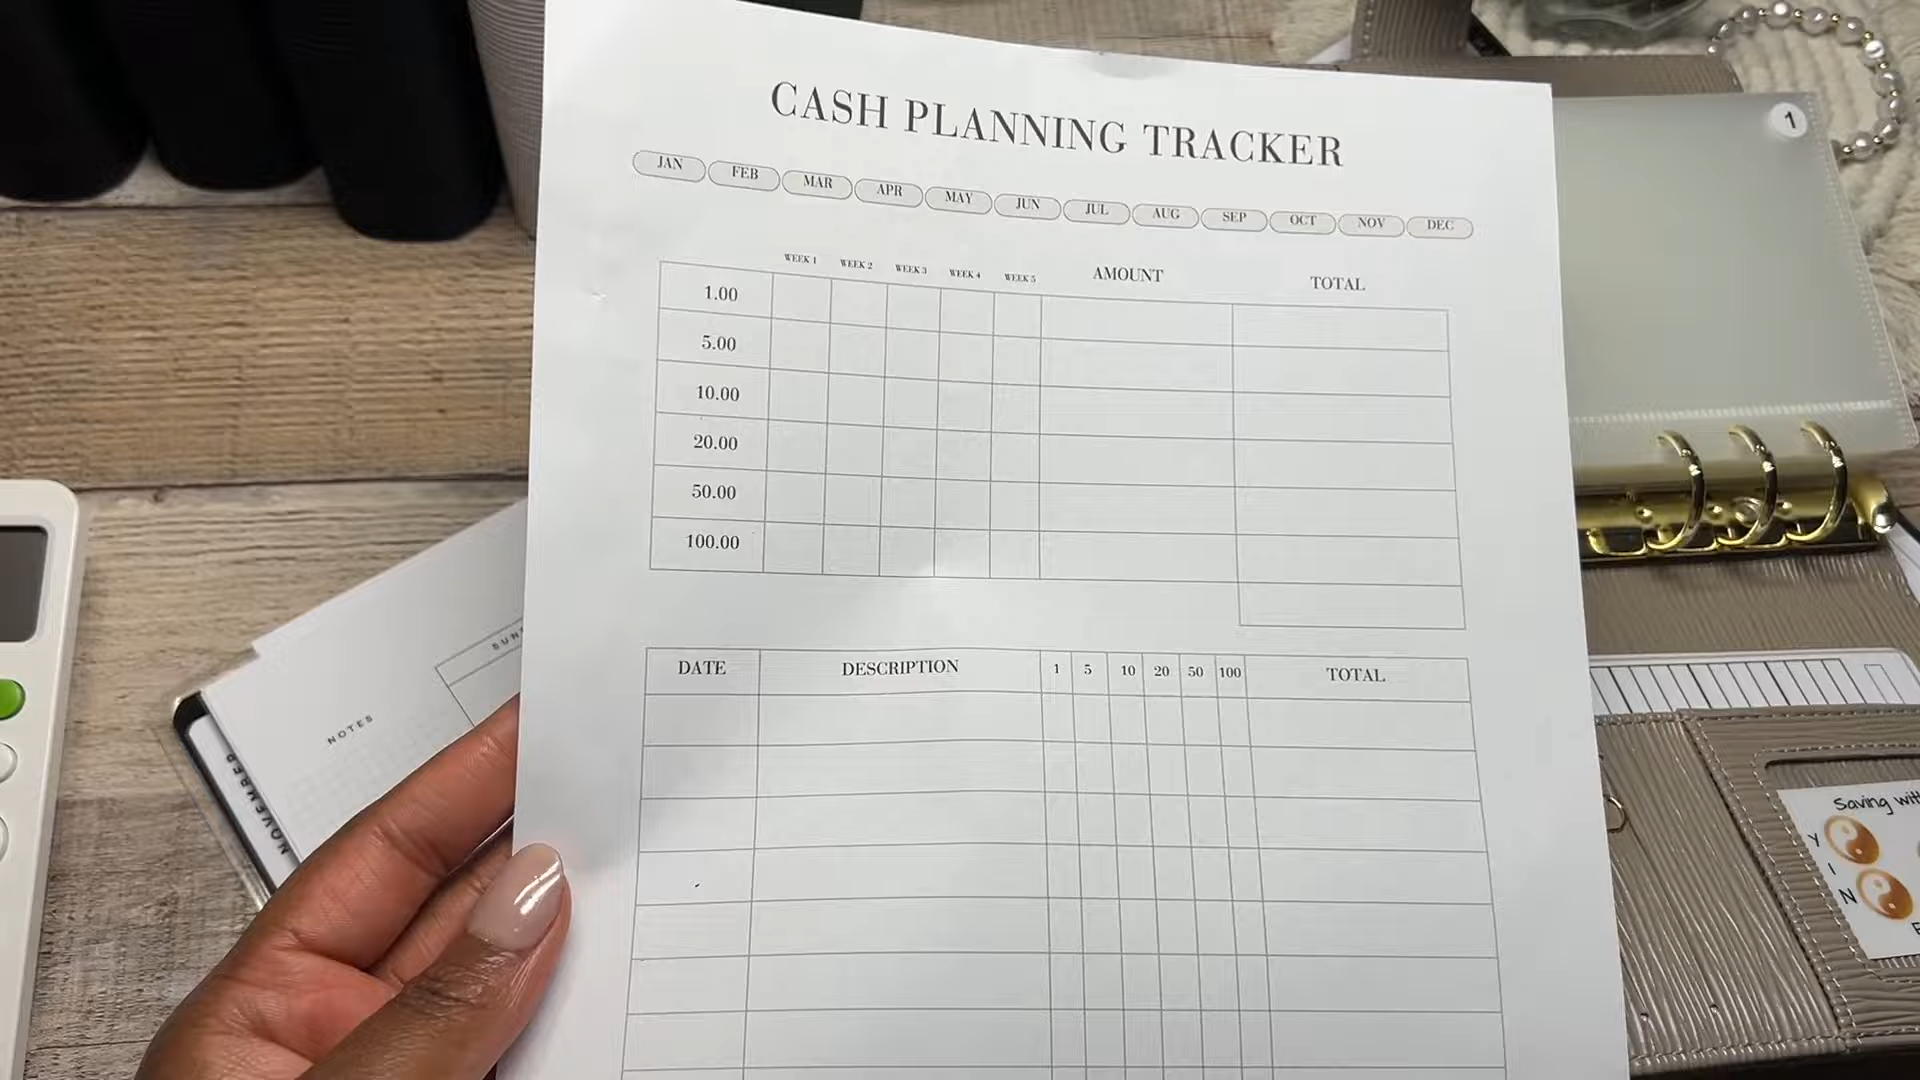 CASH PLANNING TRACKER
JAN FEB MAR APR MAY JUN JUL AUG SEP OCT NOV DEC
WEEK 1 WEEK 2 WEEK 3 WEEK 4 WEEK 5 AMOUNT TOTAL
1.00
5.00
10.00
20.00
50.00
100.00
DATE DESCRIPTION 1 5 10 20 50 100 TOTAL
1
SUN
NOTES
NOVEMBER
Saving wit
Y
I
N